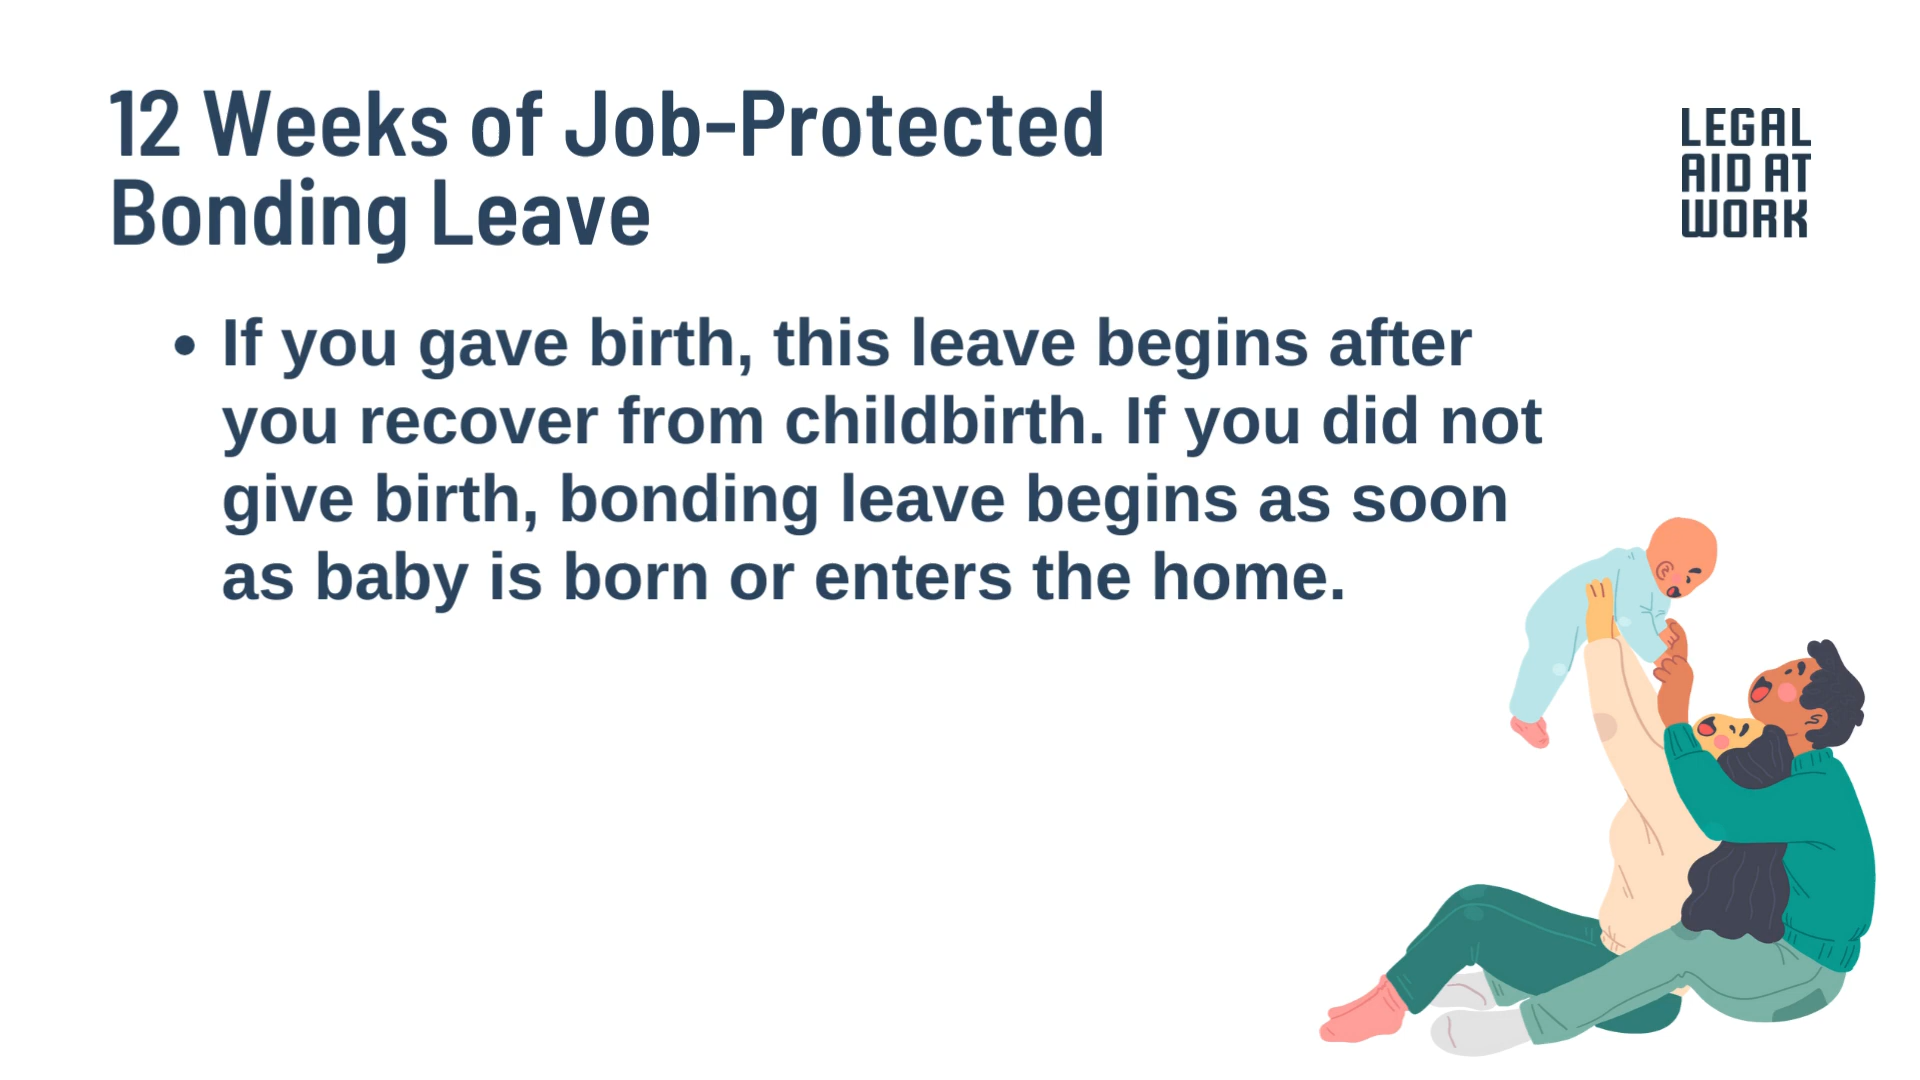 12 Weeks of Job-Protected
Bonding Leave
LEGAL
AID AT
WORK
• If you gave birth, this leave begins after
you recover from childbirth. If you did not
give birth, bonding leave begins as soon
as baby is born or enters the home.